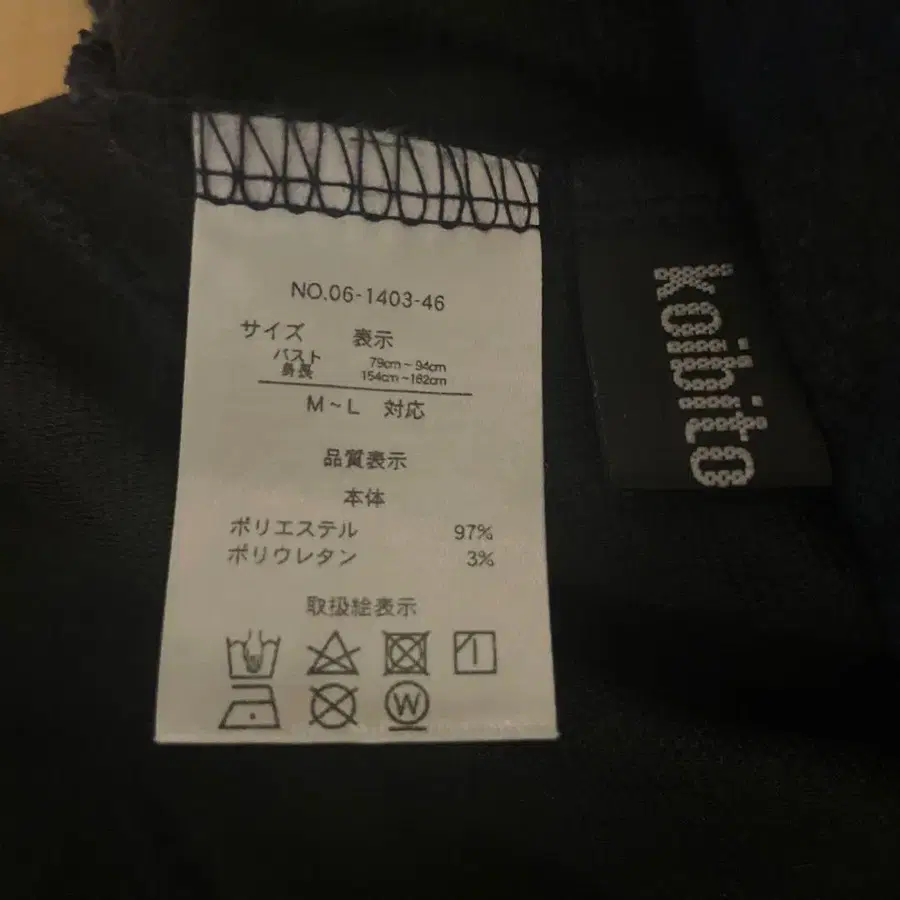 NO.06-1403-46
サイズ 表示
バスト 79cm~94cm
身長 154cm~162cm
M~L 対応
品質表示
本体
ポリエステル 97%
ポリウレタン 3%
取扱絵表示
W
koibito